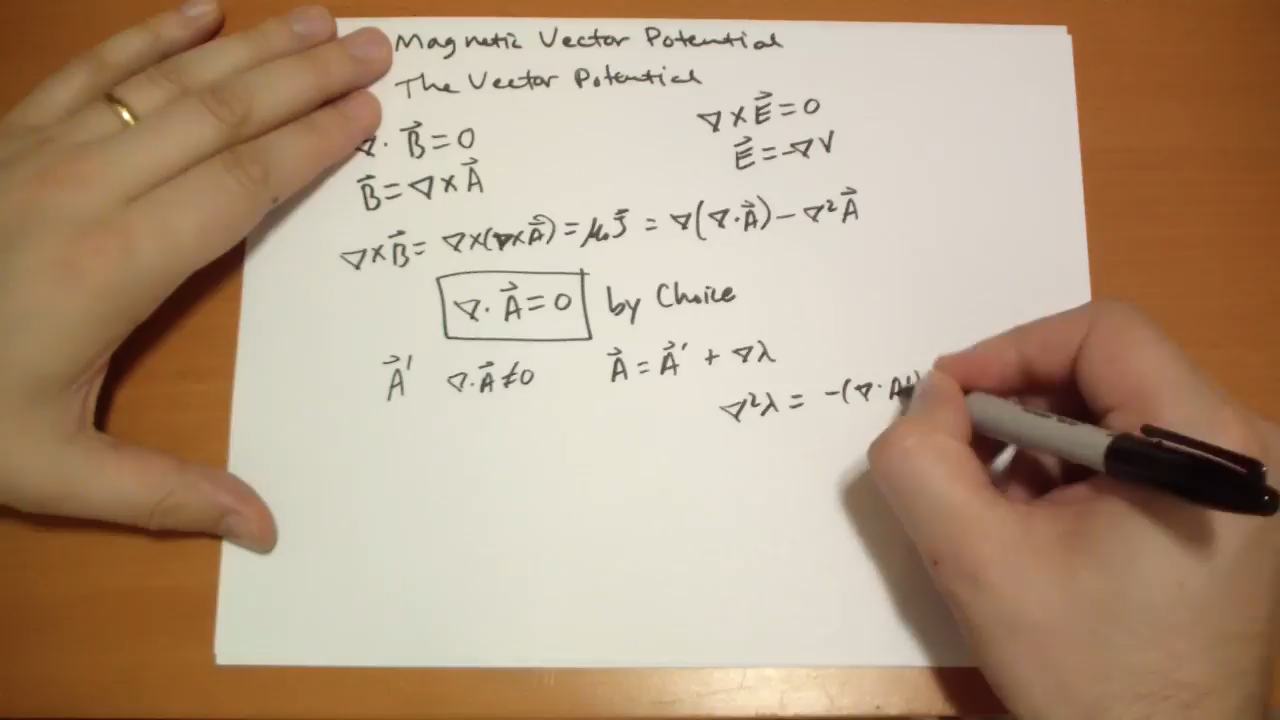 Magnetic Vector Potential
The Vector Potential
∇ · B⃗ = 0
∇ × E⃗ = 0
B⃗ = ∇ × A⃗
E⃗ = -∇V
∇ × B⃗ = ∇ × (∇ × A⃗) = μ₀J⃗ = ∇(∇ · A⃗) - ∇²A⃗
∇ · A⃗ = 0 by Choice
A⃗' ∇ · A⃗ ≠ 0 A⃗ = A⃗' + ∇λ
∇²λ = -(∇ · A')